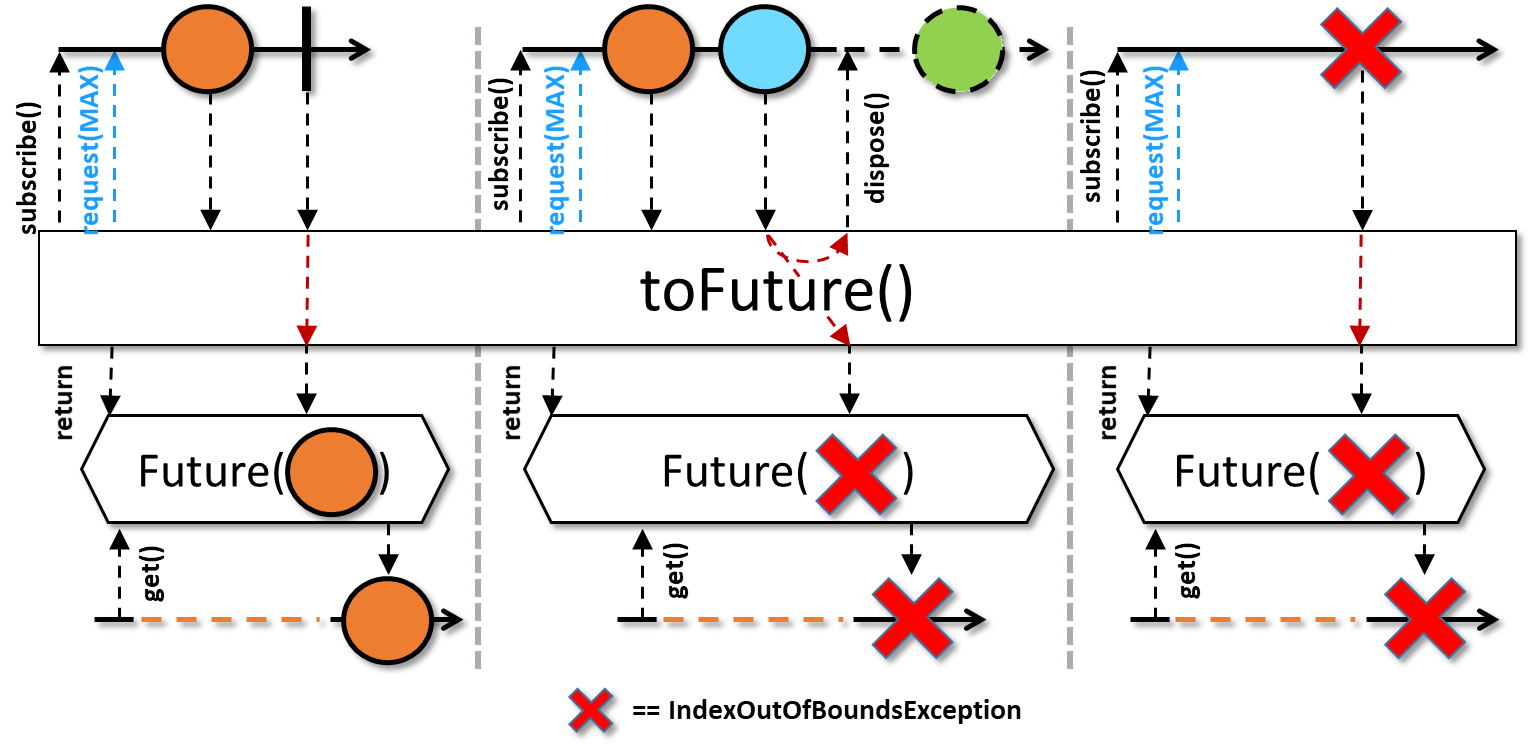 subscribe()
request(MAX)
subscribe()
request(MAX)
dispose()
subscribe()
request(MAX)
toFuture()
return
return
return
Future( )
Future( )
Future( )
get()
get()
get()
== IndexOutOfBoundsException